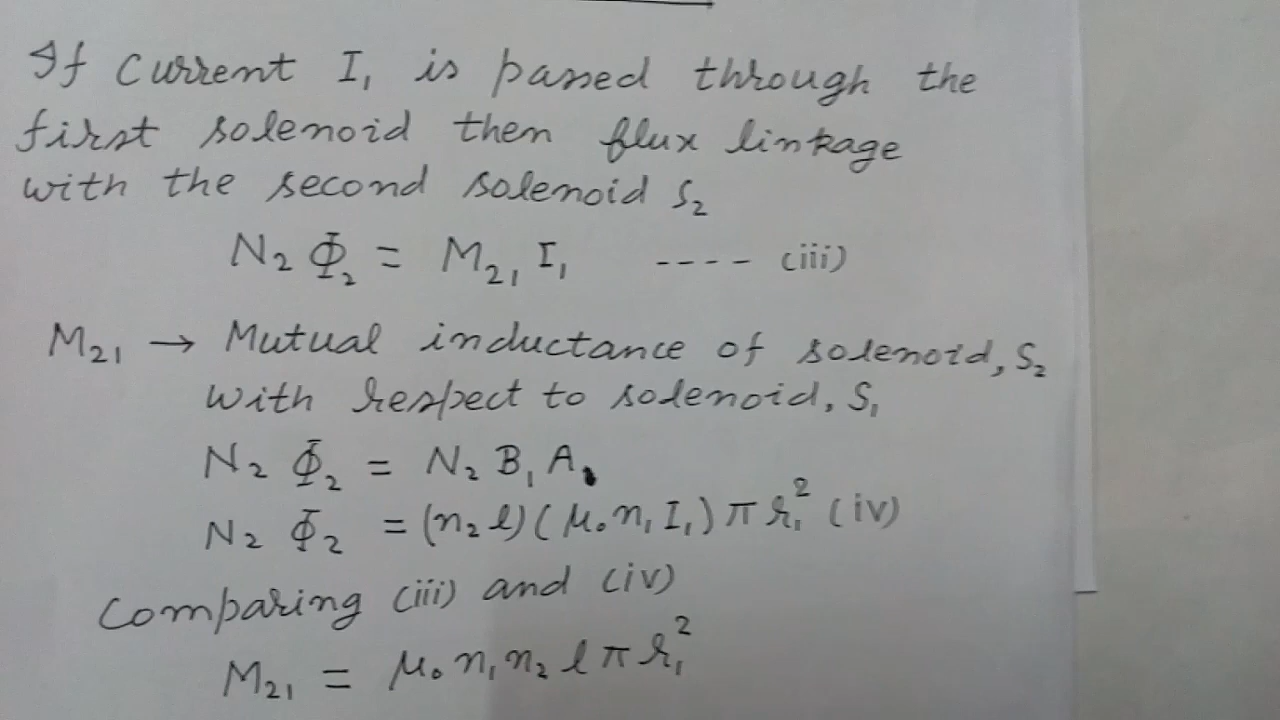 If current I₁ is passed through the
first solenoid then flux linkage
with the second solenoid S₂
N₂ Φ₂ = M₂₁ I₁ ---- (iii)
M₂₁ → Mutual inductance of solenoid, S₂
with respect to solenoid, S₁
N₂ Φ₂ = N₂ B₁ A₁
N₂ Φ₂ = (n₂ l) (μ₀ n₁ I₁) π r₁² (iv)
Comparing (iii) and (iv)
M₂₁ = μ₀ n₁ n₂ l π r₁²